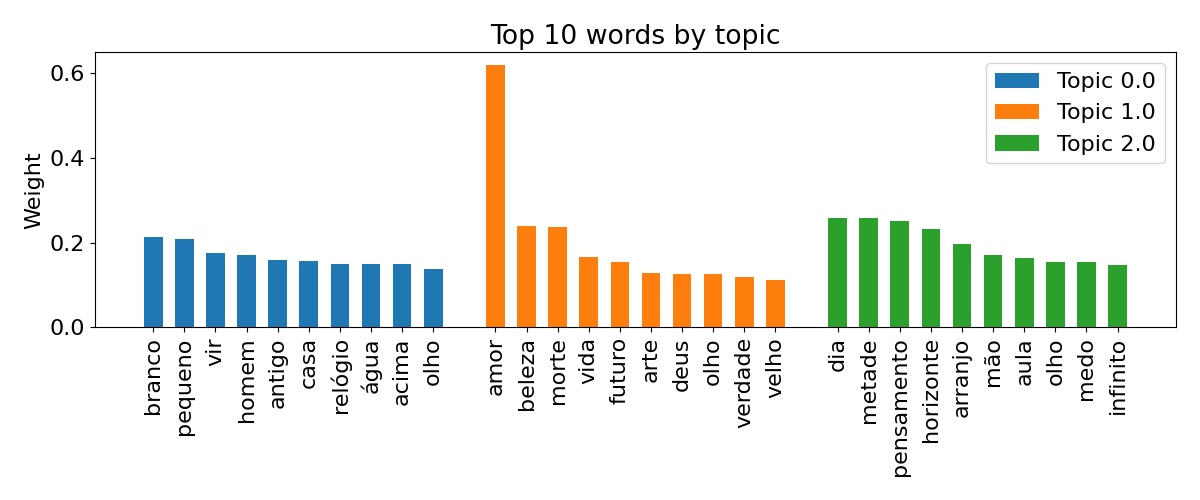 Top 10 words by topic
Weight
0.6
0.4
0.2
0.0
Topic 0.0
Topic 1.0
Topic 2.0
branco
pequeno
vir
homem
antigo
casa
relógio
água
acima
olho
amor
beleza
morte
vida
futuro
arte
deus
olho
verdade
velho
dia
metade
pensamento
horizonte
arranjo
mão
aula
olho
medo
infinito